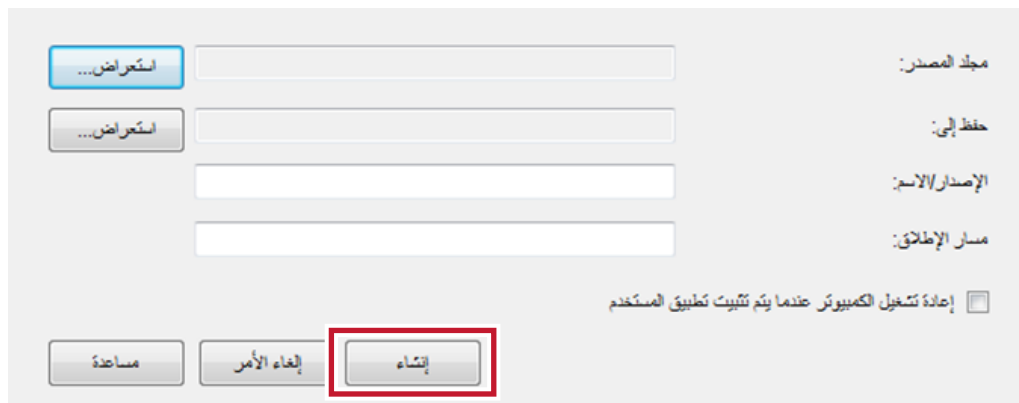 مجلد المصدر:
استعراض...
حفظ إلى:
استعراض...
الإصدار/الاسم:
مسار الإطلاق:
إعادة تشغيل الكمبيوتر عندما يتم تثبيت تطبيق المستخدم
إنشاء
إلغاء الأمر
مساعدة